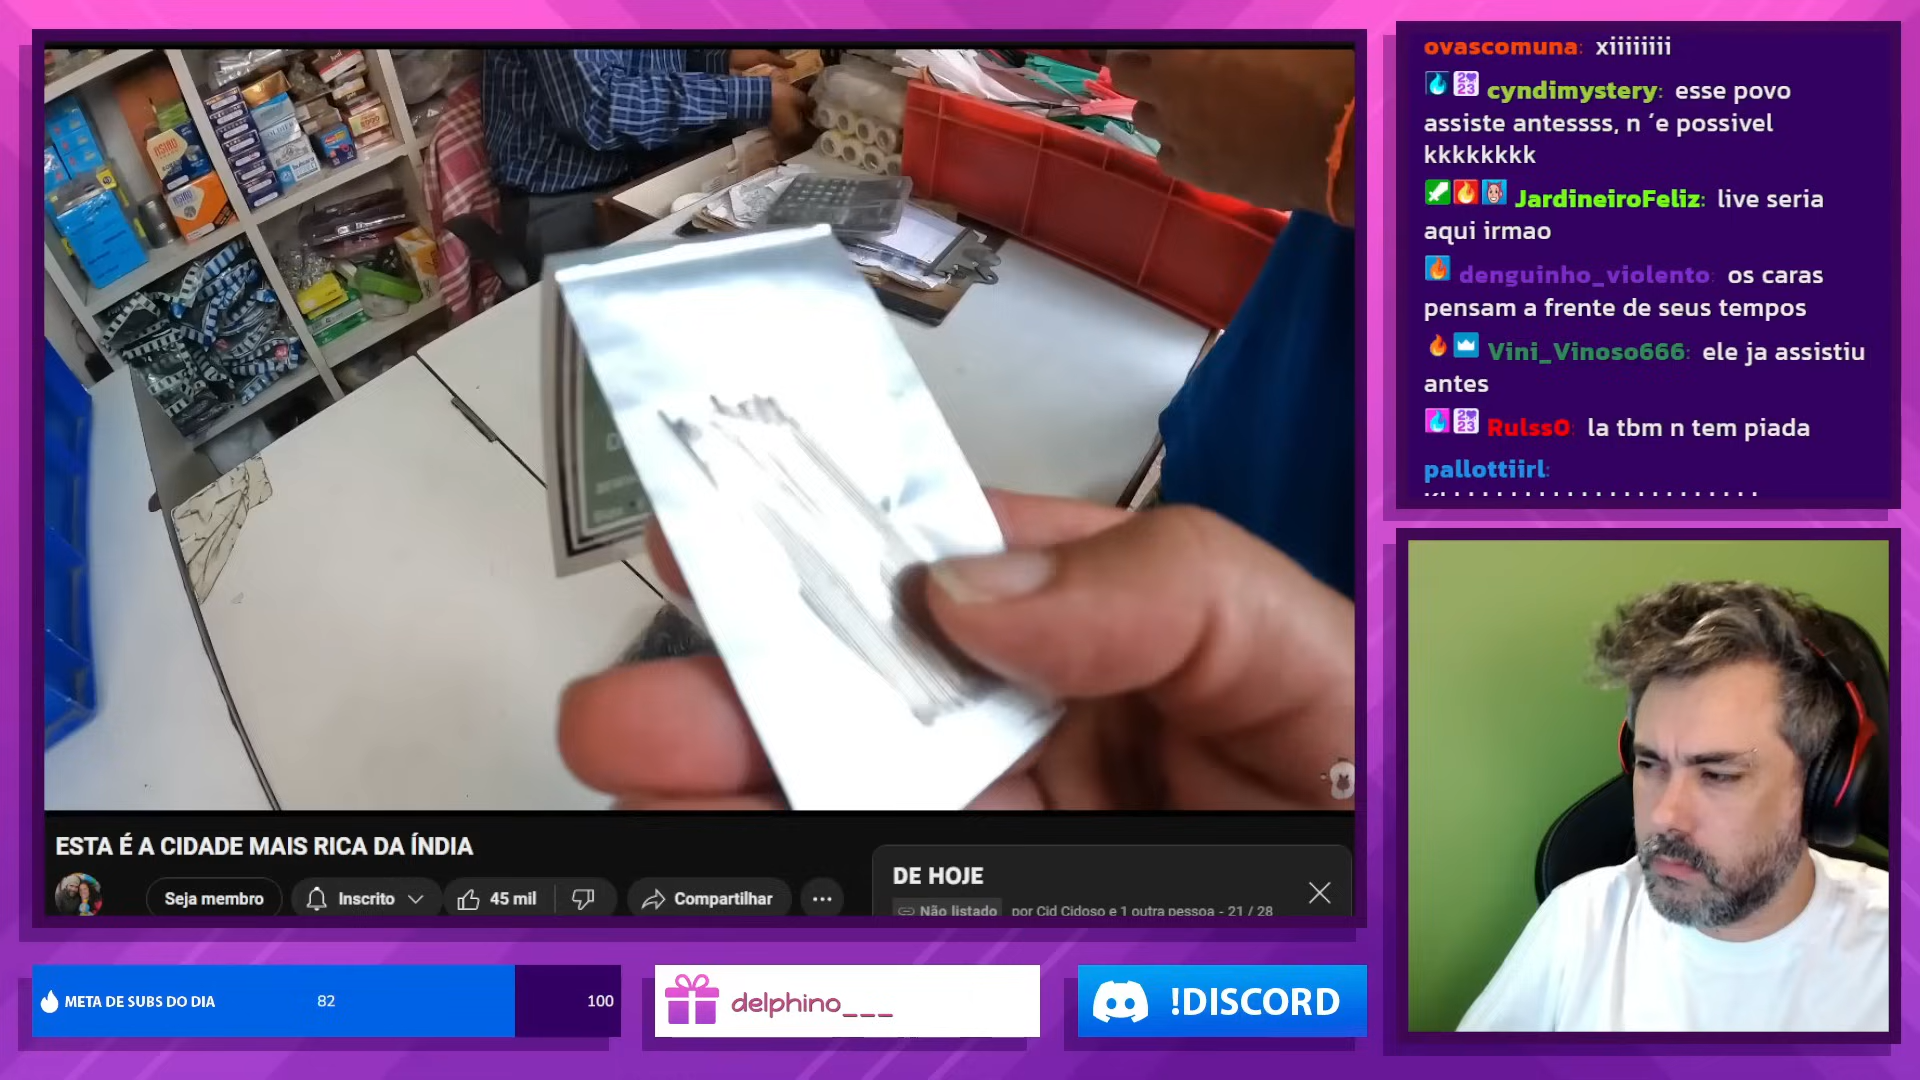 ovascomuna: xiiiiiiii
cyndimystery: esse povo
assiste antessss, n ´e possivel
kkkkkkkk
JardineiroFeliz: live seria
aqui irmao
denguinho_violento: os caras
pensam a frente de seus tempos
Vini_Vinoso666: ele ja assistiu
antes
RulssO: la tbm n tem piada
pallottiirl:
ESTA É A CIDADE MAIS RICA DA ÍNDIA
Seja membro
Inscrito
45 mil
Compartilhar
DE HOJE
Não listado por Cid Cidoso e 1 outra pessoa - 21 / 28
META DE SUBS DO DIA 82 100
delphino___
!DISCORD